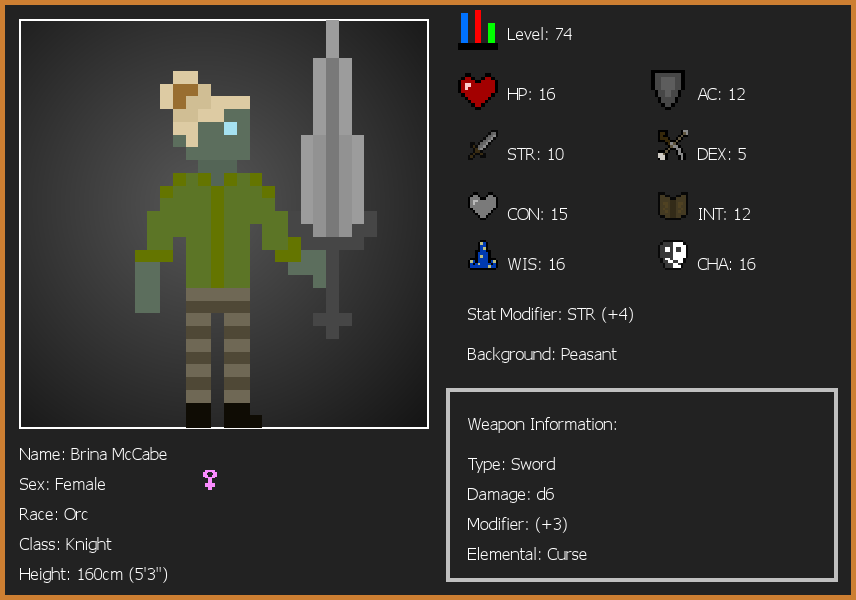 Level: 74
HP: 16
AC: 12
STR: 10
DEX: 5
CON: 15
INT: 12
WIS: 16
CHA: 16
Stat Modifier: STR (+4)
Background: Peasant
Weapon Information:
Type: Sword
Damage: d6
Modifier: (+3)
Elemental: Curse
Name: Brina McCabe
Sex: Female
Race: Orc
Class: Knight
Height: 160cm (5'3")